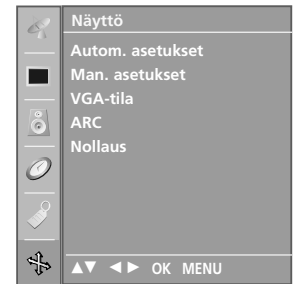 Näyttö
Autom. asetukset
Man. asetukset
VGA-tila
ARC
Nollaus
▲▼ ◄► OK MENU